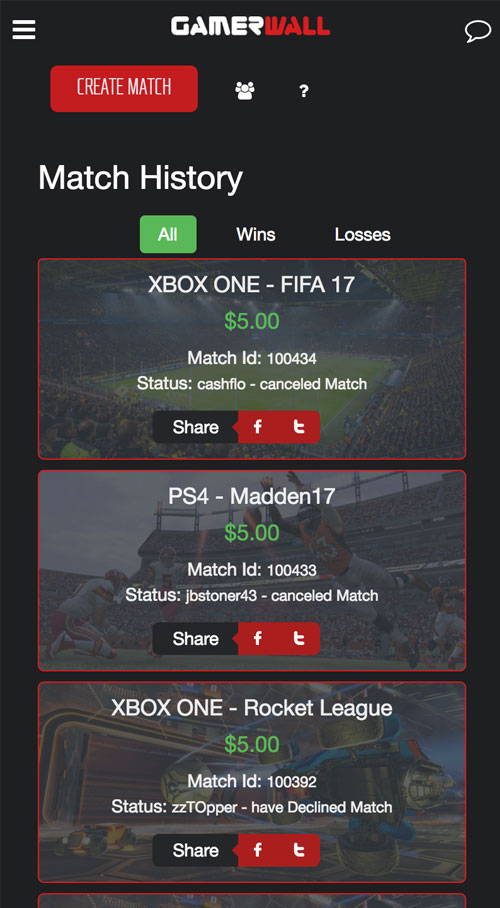 GAMERWALL
CREATE MATCH
?
Match History
All Wins Losses
XBOX ONE - FIFA 17
$5.00
Match Id: 100434
Status: cashflo - canceled Match
Share
PS4 - Madden17
$5.00
Match Id: 100433
Status: jbstoner43 - canceled Match
Share
XBOX ONE - Rocket League
$5.00
Match Id: 100392
Status: zzTOpper - have Declined Match
Share